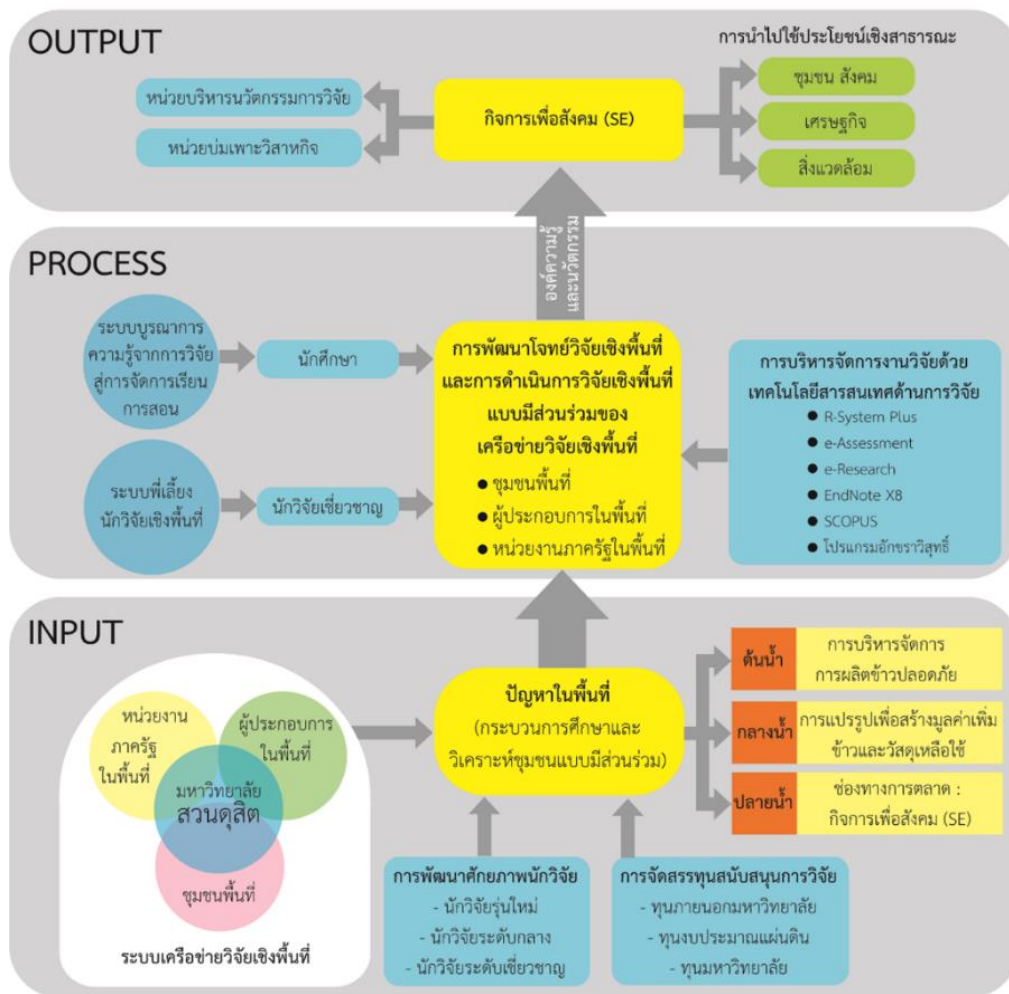 OUTPUT
การนำไปใช้ประโยชน์เชิงสาธารณะ
หน่วยบริหารนวัตกรรมการวิจัย
หน่วยบ่มเพาะวิสาหกิจ
กิจการเพื่อสังคม (SE)
ชุมชน สังคม
เศรษฐกิจ
สิ่งแวดล้อม
องค์ความรู้
และนวัตกรรม
PROCESS
ระบบบูรณาการ
ความรู้จากการวิจัย
สู่การจัดการเรียน
การสอน
นักศึกษา
ระบบพี่เลี้ยง
นักวิจัยเชิงพื้นที่
นักวิจัยเชี่ยวชาญ
การพัฒนาโจทย์วิจัยเชิงพื้นที่
และการดำเนินการวิจัยเชิงพื้นที่
แบบมีส่วนร่วมของ
เครือข่ายวิจัยเชิงพื้นที่
● ชุมชนพื้นที่
● ผู้ประกอบการในพื้นที่
● หน่วยงานภาครัฐในพื้นที่
การบริหารจัดการงานวิจัยด้วย
เทคโนโลยีสารสนเทศด้านการวิจัย
● R-System Plus
● e-Assessment
● e-Research
● EndNote X8
● SCOPUS
● โปรแกรมอักขราวิสุทธิ์
INPUT
หน่วยงาน
ภาครัฐ
ในพื้นที่
ผู้ประกอบการ
ในพื้นที่
มหาวิทยาลัย
สวนดุสิต
ชุมชนพื้นที่
ระบบเครือข่ายวิจัยเชิงพื้นที่
ปัญหาในพื้นที่
(กระบวนการศึกษาและ
วิเคราะห์ชุมชนแบบมีส่วนร่วม)
ต้นน้ำ
การบริหารจัดการ
การผลิตข้าวปลอดภัย
กลางน้ำ
การแปรรูปเพื่อสร้างมูลค่าเพิ่ม
ข้าวและวัสดุเหลือใช้
ปลายน้ำ
ช่องทางการตลาด :
กิจการเพื่อสังคม (SE)
การพัฒนาศักยภาพนักวิจัย
- นักวิจัยรุ่นใหม่
- นักวิจัยระดับกลาง
- นักวิจัยระดับเชี่ยวชาญ
การจัดสรรทุนสนับสนุนการวิจัย
- ทุนภายนอกมหาวิทยาลัย
- ทุนงบประมาณแผ่นดิน
- ทุนมหาวิทยาลัย